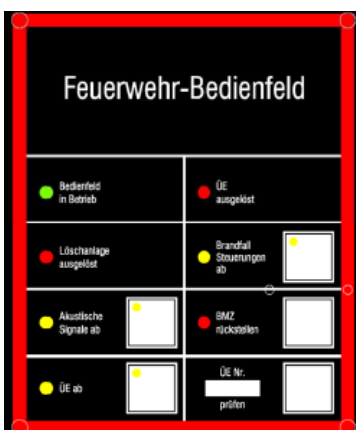 Feuerwehr-Bedienfeld
Bedienfeld
in Betrieb
ÜE
ausgelöst
Löschanlage
ausgelöst
Brandfall
Steuerungen
ab
Akustische
Signale ab
BMZ
rückstellen
ÜE ab
ÜE Nr.
prüfen